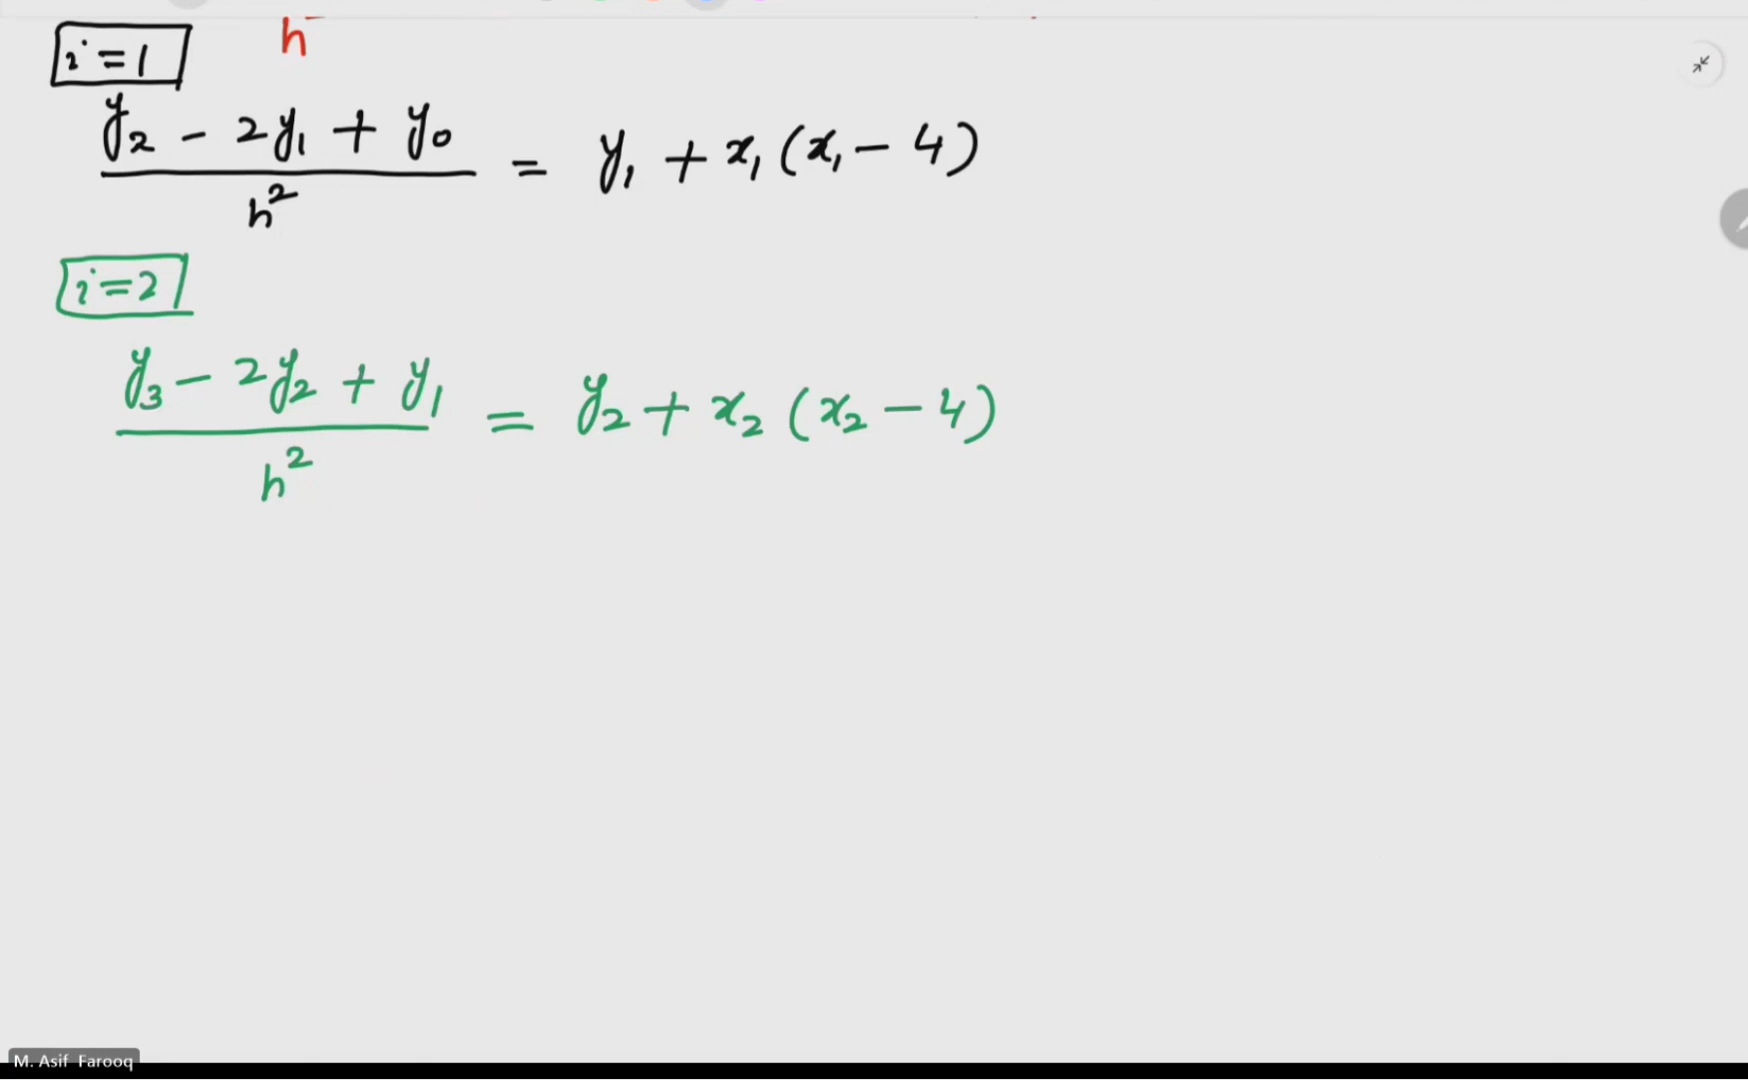 h
i = 1
y₂ - 2y₁ + y₀ / h² = y₁ + x₁ (x₁ - 4)
i = 2
y₃ - 2y₂ + y₁ / h² = y₂ + x₂ (x₂ - 4)
M. Asif Farooq